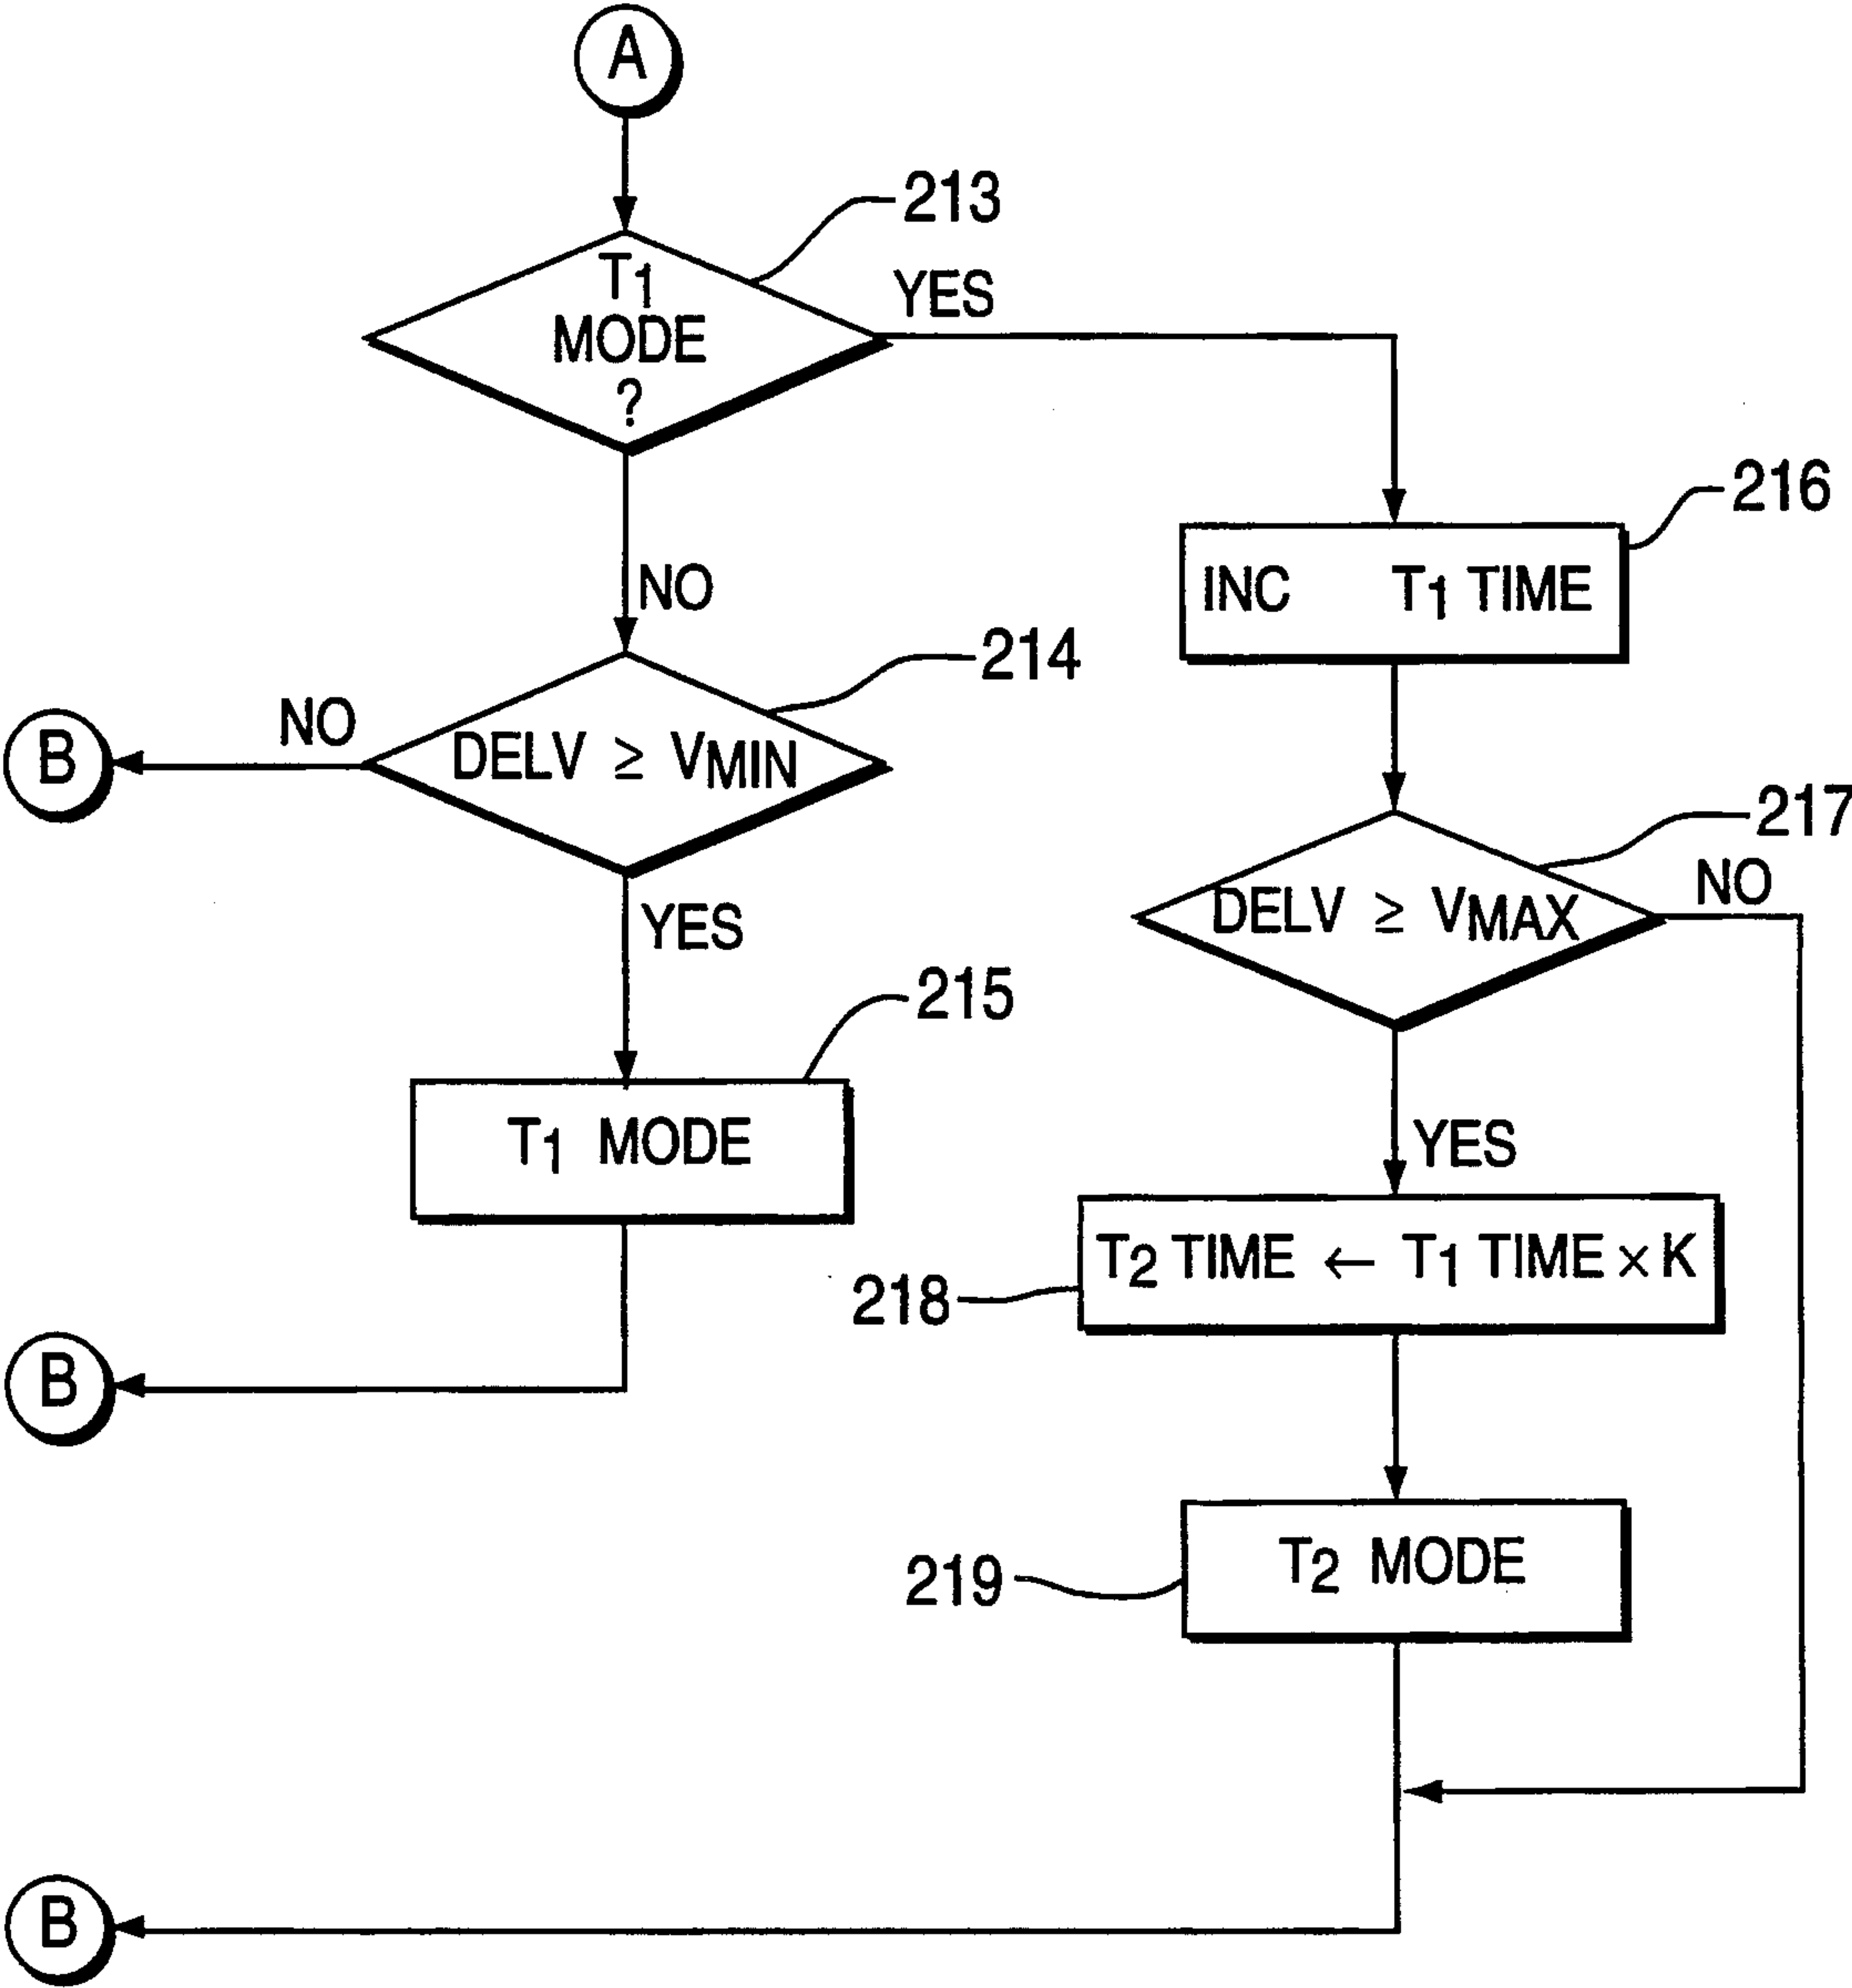 A
213
T1
MODE
?
YES
216
INC T1 TIME
NO
214
NO
DELV ≥ VMIN
B
217
DELV ≥ VMAX
NO
YES
215
T1 MODE
YES
T2 TIME ← T1 TIME × K
218
B
T2 MODE
219
B